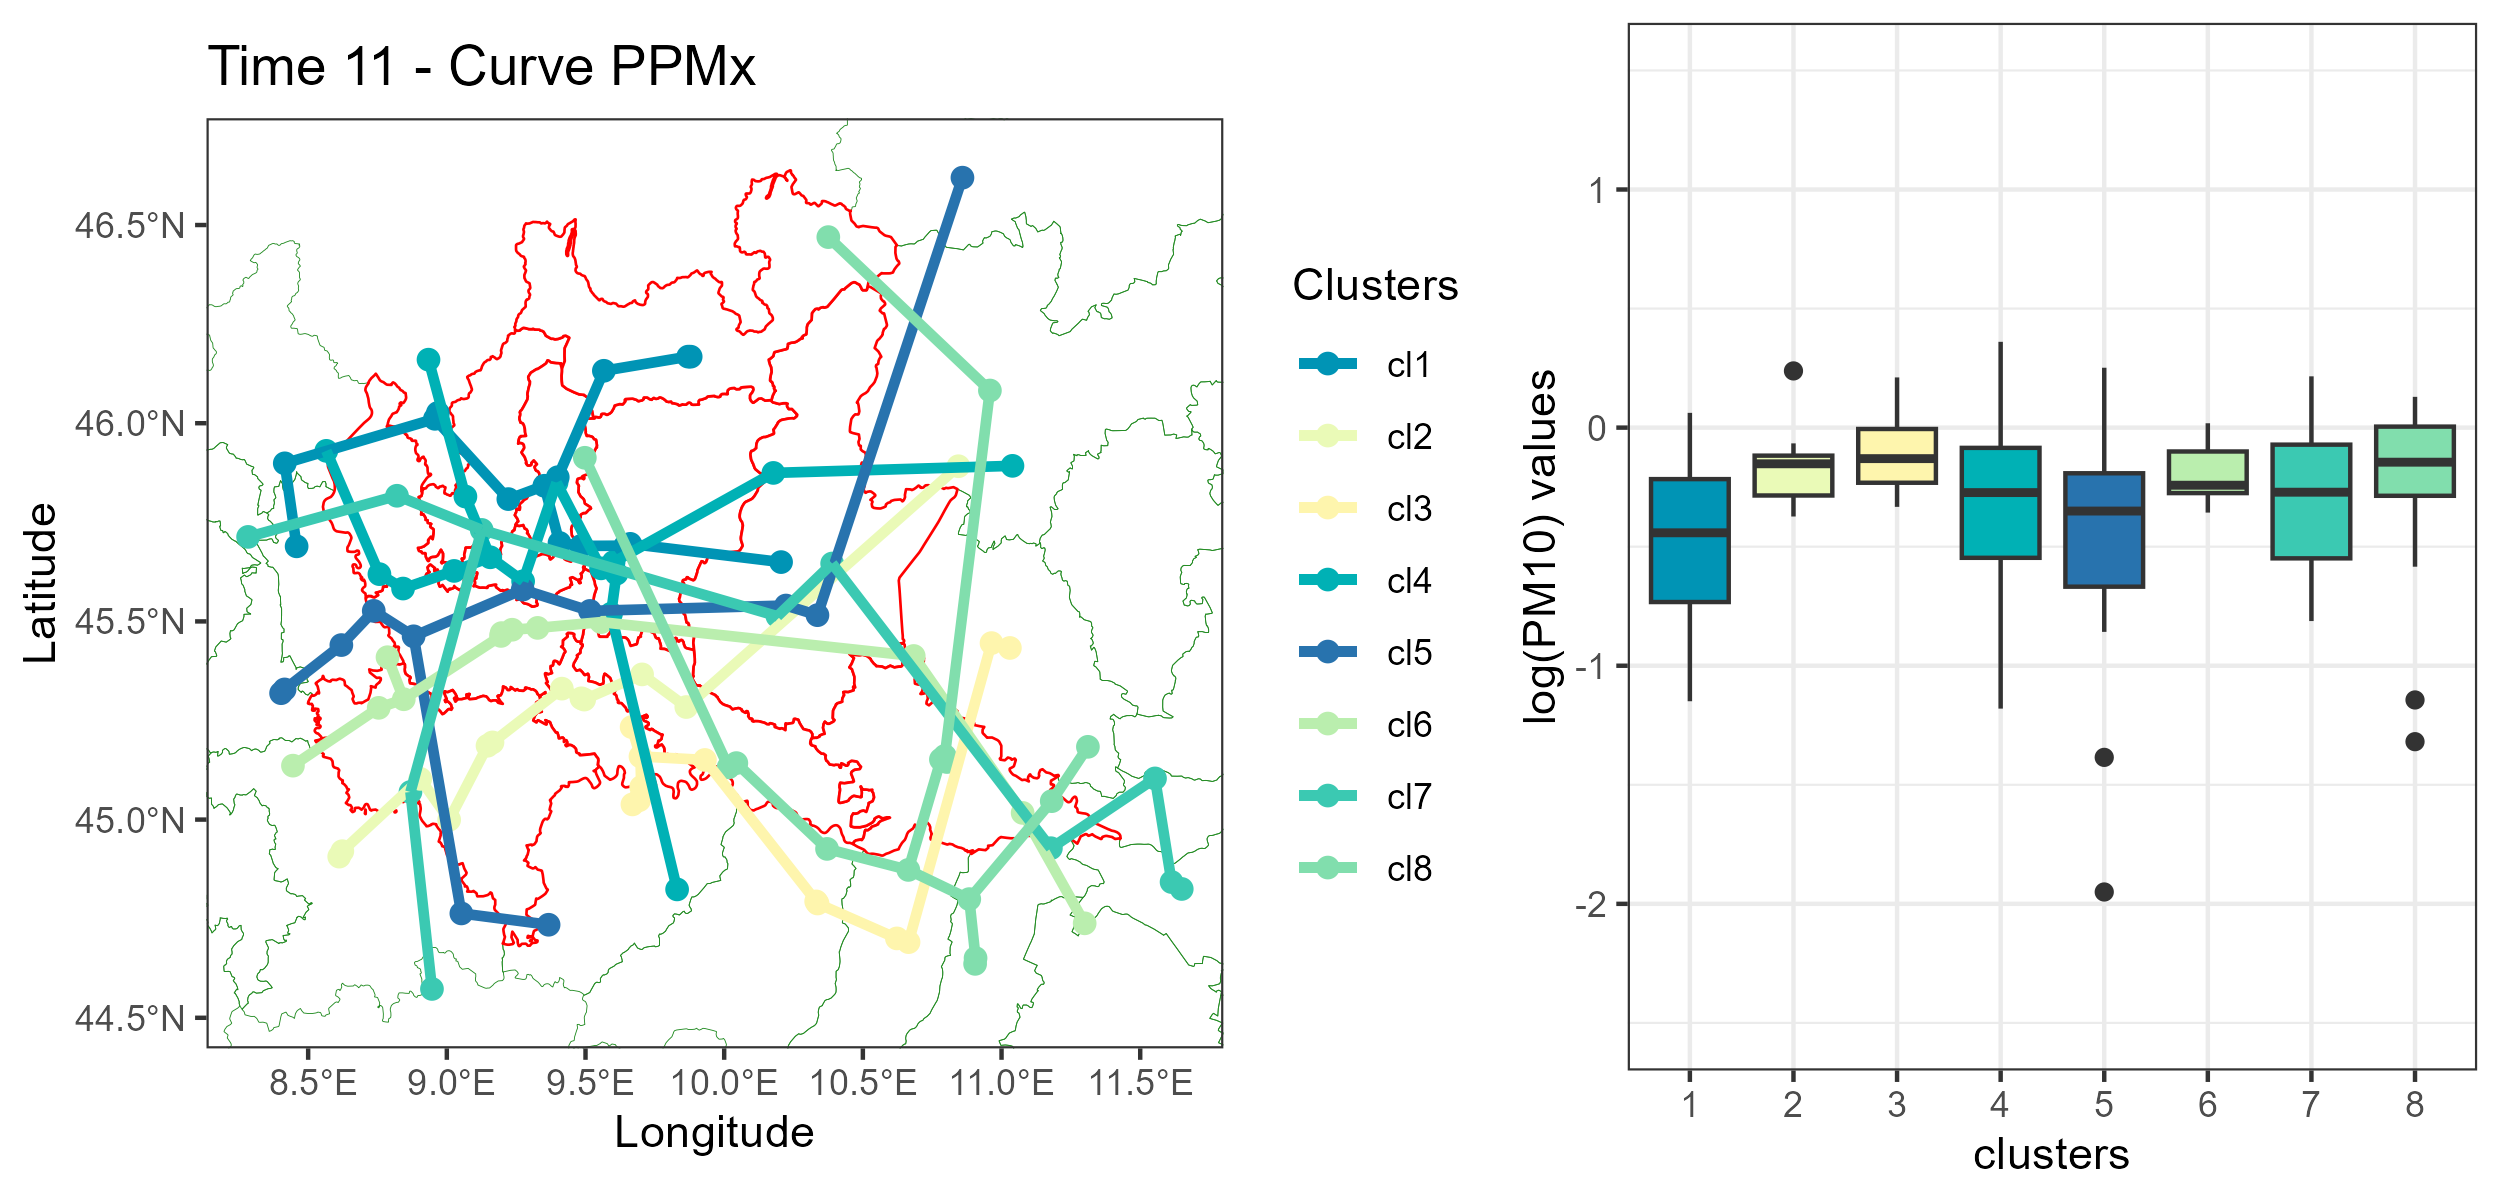 Time 11 - Curve PPMx
Latitude
46.5°N
46.0°N
45.5°N
45.0°N
44.5°N
8.5°E 9.0°E 9.5°E 10.0°E 10.5°E 11.0°E 11.5°E
Longitude
Clusters
cl1
cl2
cl3
cl4
cl5
cl6
cl7
cl8
log(PM10) values
1
0
-1
-2
1 2 3 4 5 6 7 8
clusters